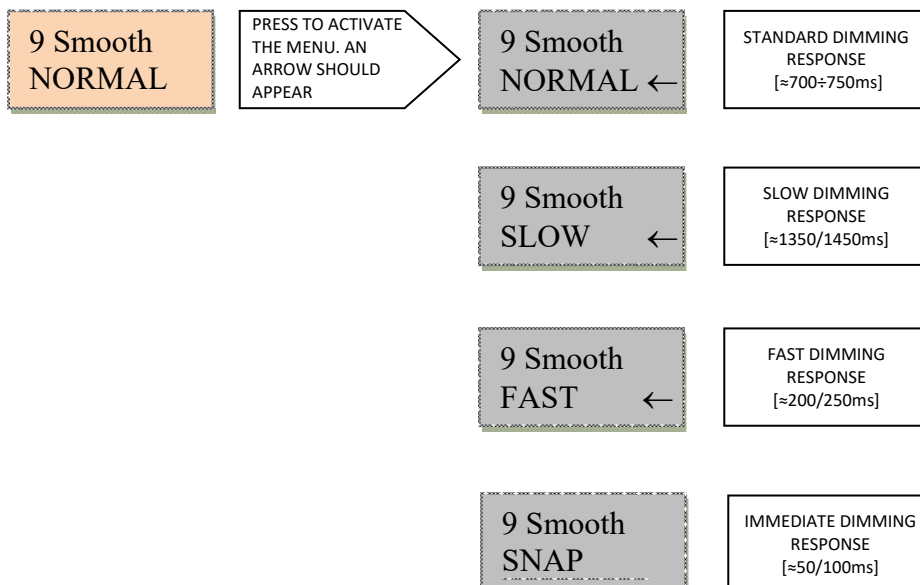 9 Smooth
NORMAL
PRESS TO ACTIVATE
THE MENU. AN
ARROW SHOULD
APPEAR
9 Smooth
NORMAL ←
STANDARD DIMMING
RESPONSE
[≈700÷750ms]
9 Smooth
SLOW ←
SLOW DIMMING
RESPONSE
[≈1350/1450ms]
9 Smooth
FAST ←
FAST DIMMING
RESPONSE
[≈200/250ms]
9 Smooth
SNAP
IMMEDIATE DIMMING
RESPONSE
[≈50/100ms]